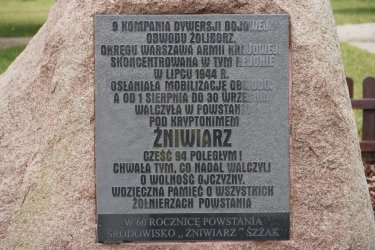 9 KOMPANIA DYWERSJI BOJOWEJ
OBWODU ŻOLIBORZ,
OKRĘGU WARSZAWA ARMII KRAJOWEJ
SKONCENTROWANA W TYM REJONIE
W LIPCU 1944 R.
OSŁANIAŁA MOBILIZACJĘ OBWODU,
A OD 1 SIERPNIA DO 30 WRZEŚNIA
WALCZYŁA W POWSTANIU
POD KRYPTONIMEM
ŻNIWIARZ
CZEŚĆ 94 POLEGŁYM I
CHWAŁA TYM, CO NADAL WALCZYLI
O WOLNOŚĆ OJCZYZNY.
WDZIĘCZNA PAMIĘĆ O WSZYSTKICH
ŻOŁNIERZACH POWSTANIA
W 60 ROCZNICĘ POWSTANIA
ŚRODOWISKO „ŻNIWIARZ" ŚZŻAK